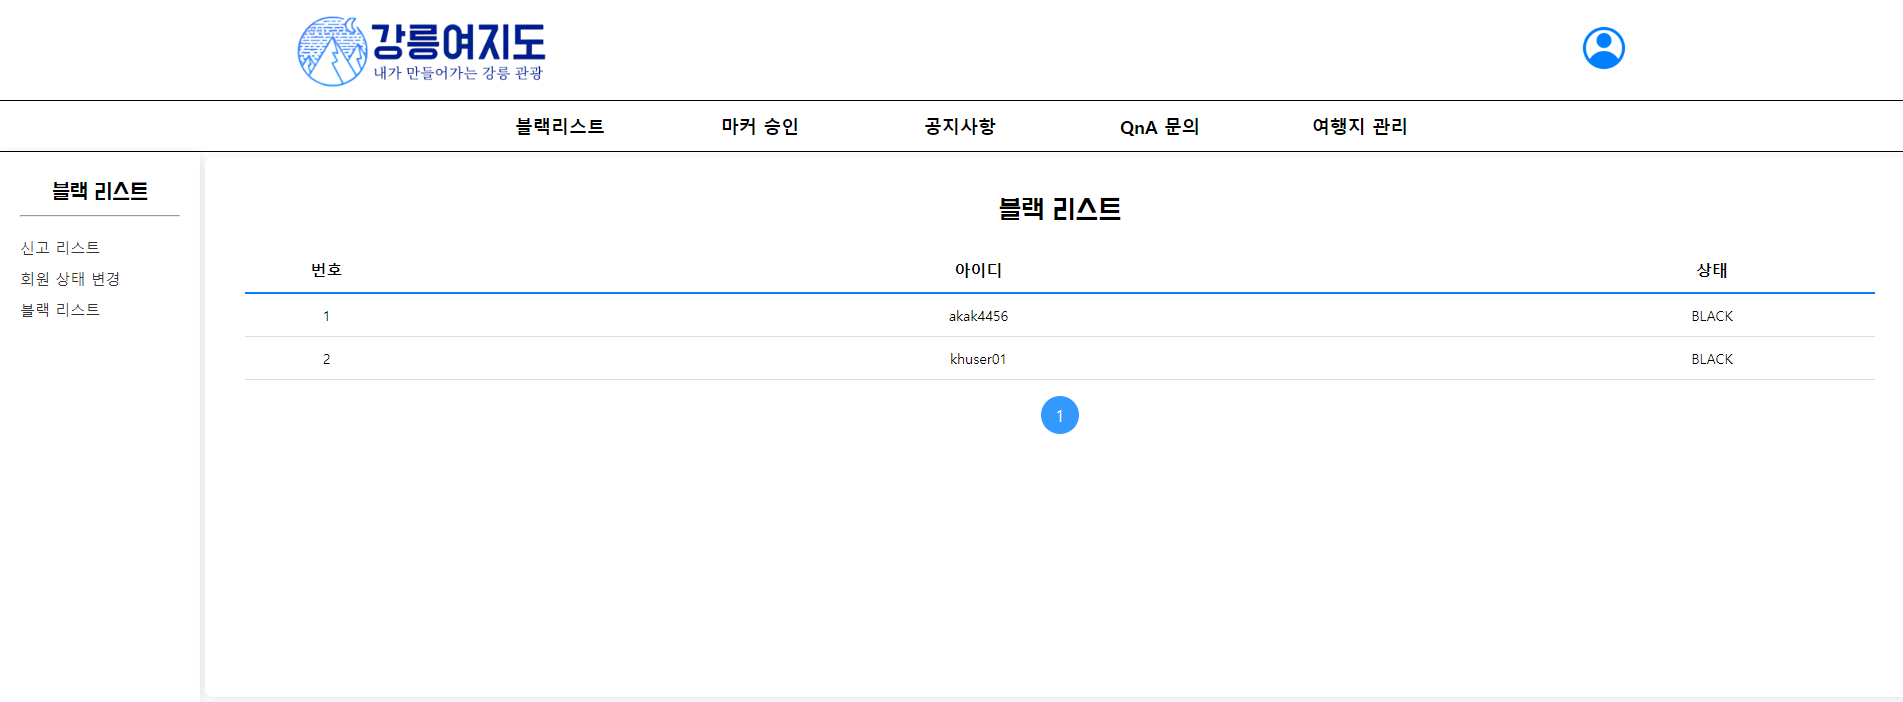 강릉여지도
내가 만들어가는 강릉 관광
블랙리스트 마커 승인 공지사항 QnA 문의 여행지 관리
블랙 리스트
신고 리스트
회원 상태 변경
블랙 리스트
블랙 리스트
번호 아이디 상태
1 akak4456 BLACK
2 khuser01 BLACK
1